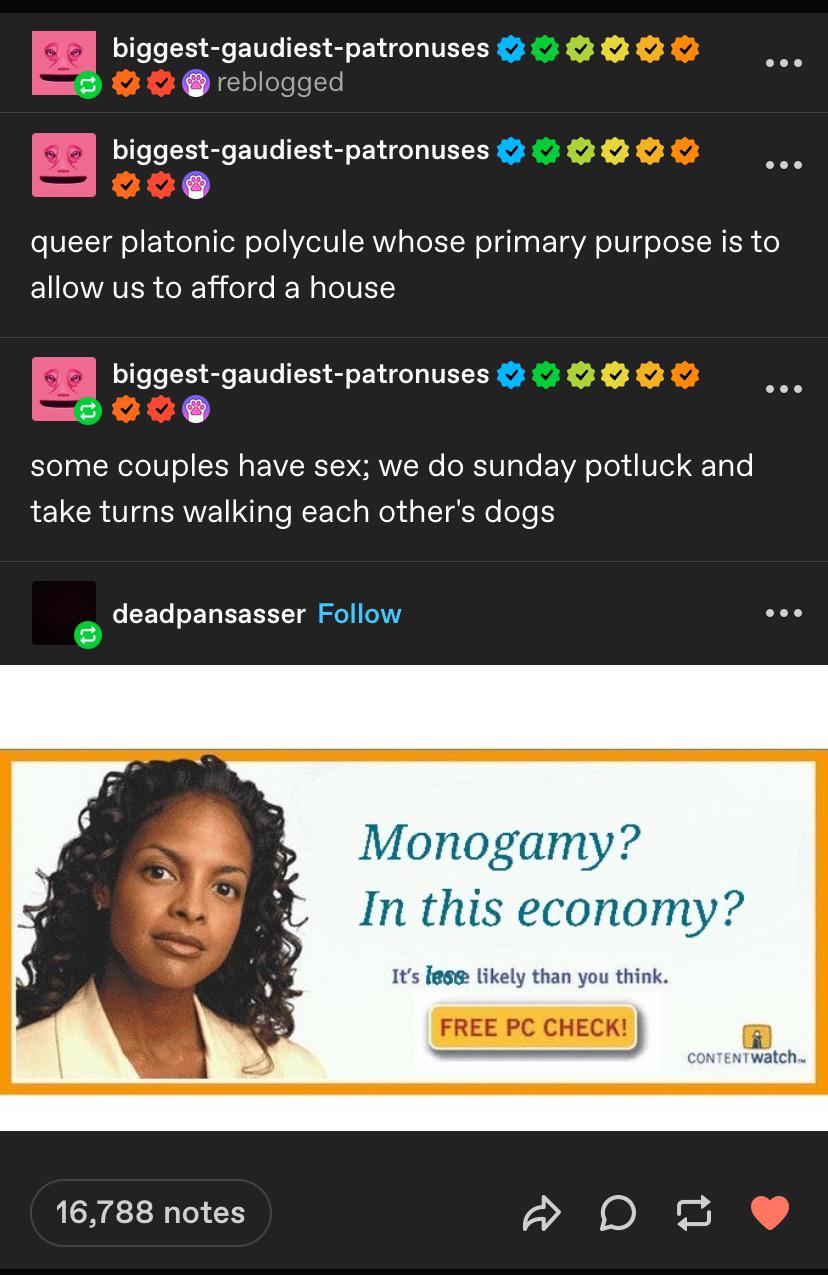 biggest-gaudiest-patronuses
reblogged
biggest-gaudiest-patronuses
queer platonic polycule whose primary purpose is to
allow us to afford a house
biggest-gaudiest-patronuses
some couples have sex; we do sunday potluck and
take turns walking each other's dogs
deadpansasser Follow
Monogamy?
In this economy?
It's less likely than you think.
FREE PC CHECK!
CONTENTwatch™
16,788 notes